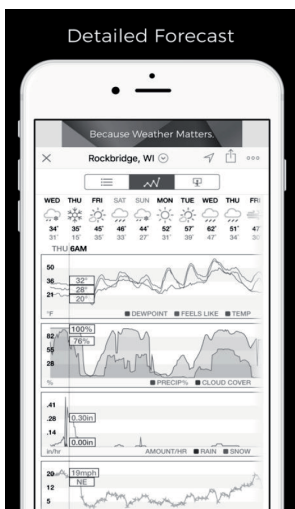 Detailed Forecast
Because Weather Matters.
Rockbridge, WI
WED THU FRI SAT SUN MON TUE WED THU FRI
34° 35° 45° 46° 44° 52° 57° 62° 51° 47
31° 15° 35° 33° 27° 31° 39° 47° 34°
THU 6AM
50
36
21
32°
28°
20°
°F DEWPOINT FEELS LIKE TEMP
100%
76%
82
55
28
% PRECIP% CLOUD COVER
.41
.28 0.30in
.14
0.00in
in/hr AMOUNT/HR RAIN SNOW
20 19mph
NE
12
5